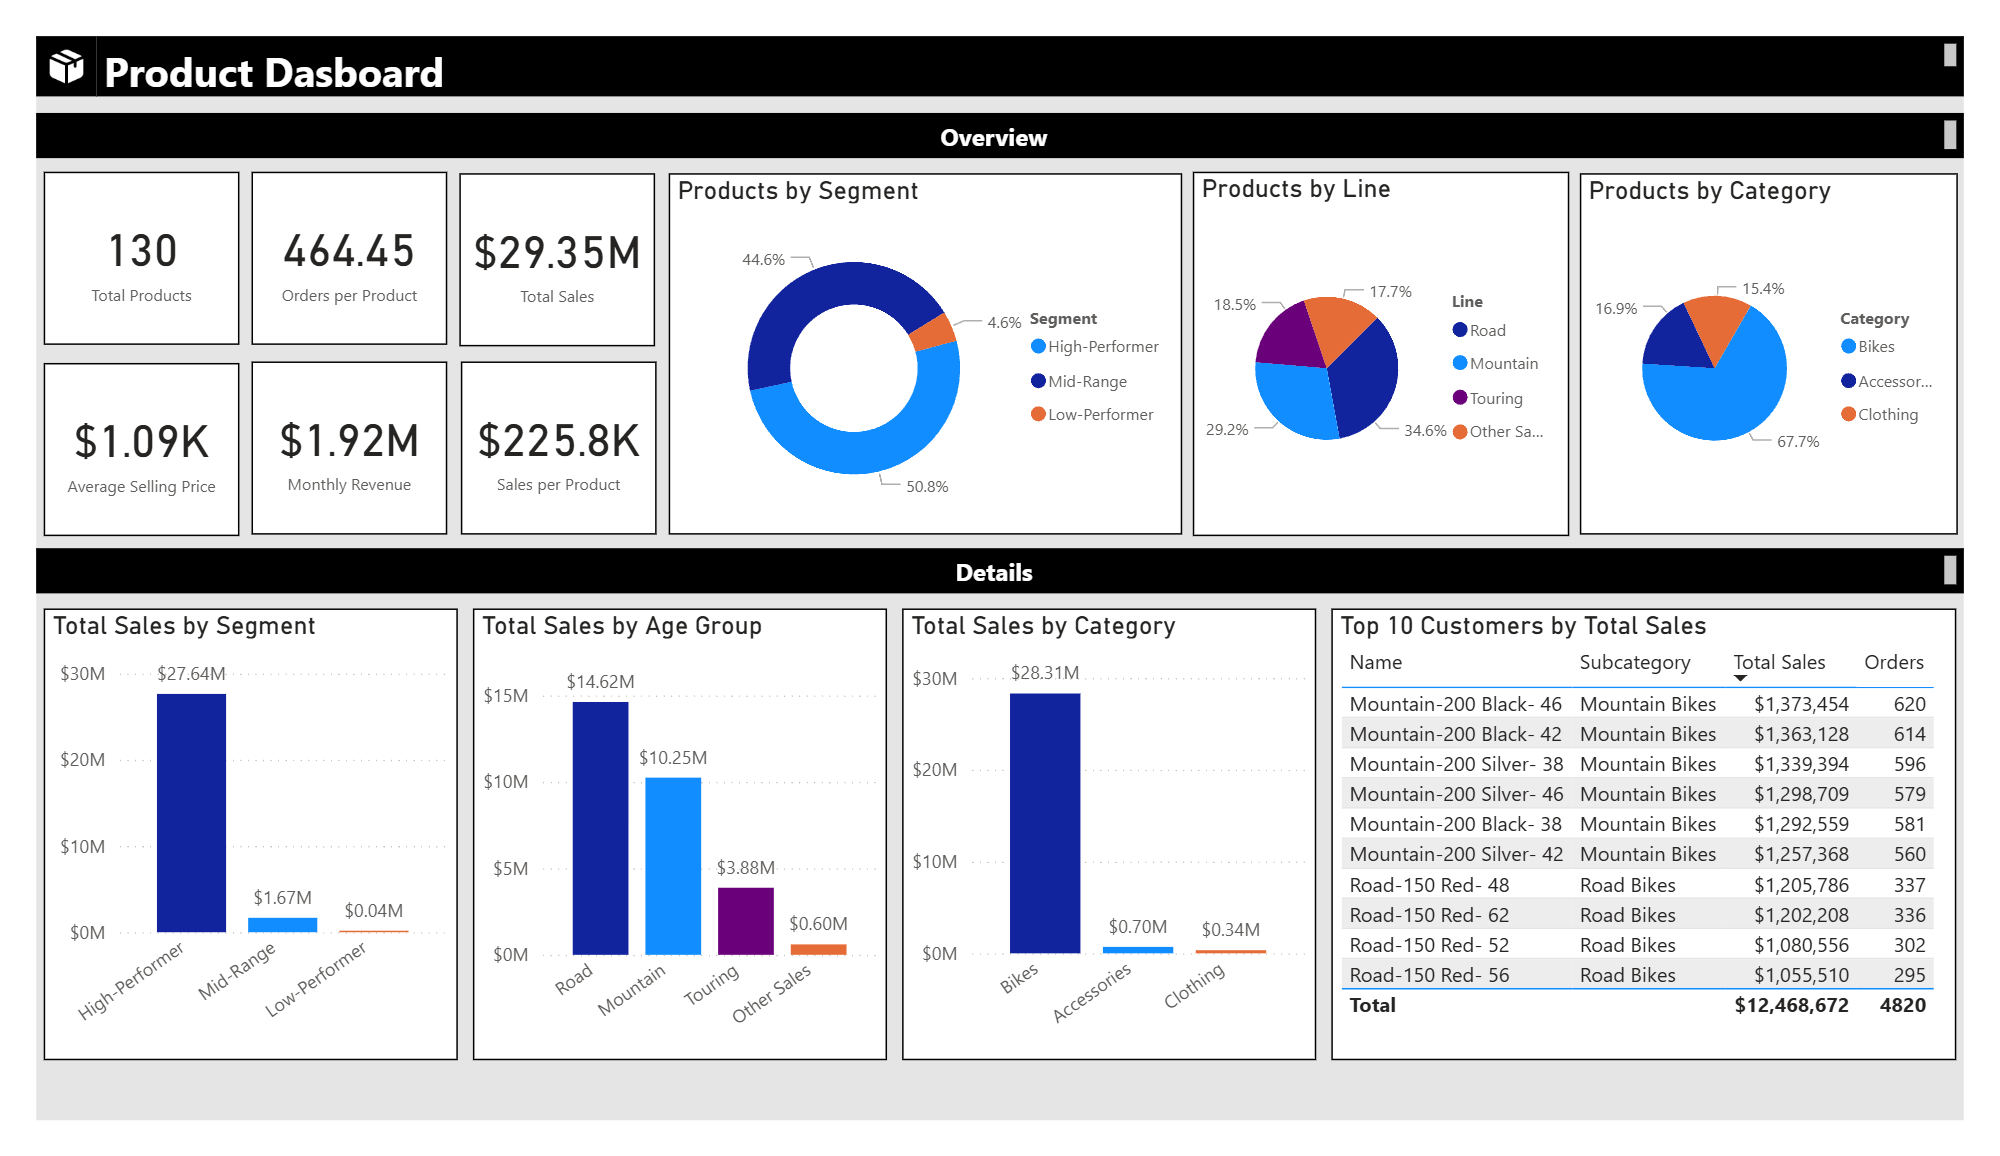 Product Dasboard
Overview
130
Total Products
464.45
Orders per Product
$29.35M
Total Sales
$1.09K
Average Selling Price
$1.92M
Monthly Revenue
$225.8K
Sales per Product
Products by Segment
44.6%
4.6%
50.8%
Segment
High-Performer
Mid-Range
Low-Performer
Products by Line
18.5%
17.7%
29.2%
34.6%
Line
Road
Mountain
Touring
Other Sa...
Products by Category
16.9%
15.4%
67.7%
Category
Bikes
Accessor...
Clothing
Details
Total Sales by Segment
$30M
$20M
$10M
$0M
$27.64M
$1.67M
$0.04M
High-Performer
Mid-Range
Low-Performer
Total Sales by Age Group
$15M
$10M
$5M
$0M
$14.62M
$10.25M
$3.88M
$0.60M
Road
Mountain
Touring
Other Sales
Total Sales by Category
$30M
$20M
$10M
$0M
$28.31M
$0.70M
$0.34M
Bikes
Accessories
Clothing
Top 10 Customers by Total Sales
Name Subcategory Total Sales Orders
Mountain-200 Black- 46 Mountain Bikes $1,373,454 620
Mountain-200 Black- 42 Mountain Bikes $1,363,128 614
Mountain-200 Silver- 38 Mountain Bikes $1,339,394 596
Mountain-200 Silver- 46 Mountain Bikes $1,298,709 579
Mountain-200 Black- 38 Mountain Bikes $1,292,559 581
Mountain-200 Silver- 42 Mountain Bikes $1,257,368 560
Road-150 Red- 48 Road Bikes $1,205,786 337
Road-150 Red- 62 Road Bikes $1,202,208 336
Road-150 Red- 52 Road Bikes $1,080,556 302
Road-150 Red- 56 Road Bikes $1,055,510 295
Total $12,468,672 4820